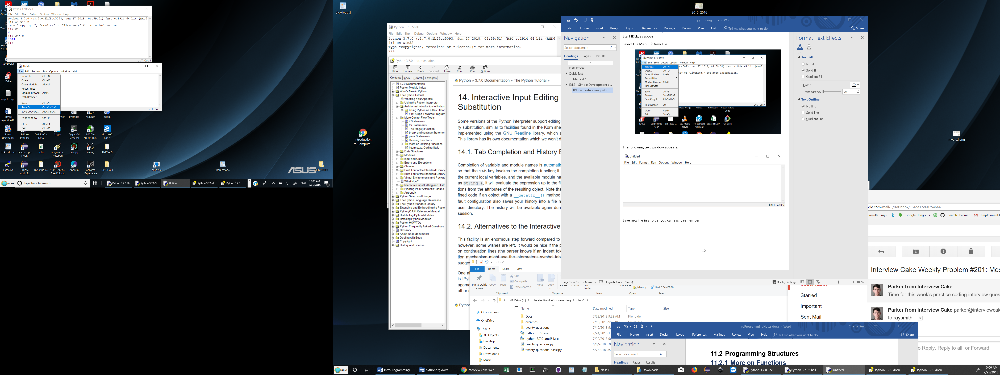 Python 3.7.0 Shell
File Edit Shell Debug Options Window Help
Python 3.7.0 (v3.7.0:1bf9cc5093, Jun 27 2018, 04:59:51) [MSC v.1914 64 bit (AMD6
4)] on win32
Type "copyright", "credits" or "license()" for more information.
>>> 2*2
4
>>> 2**10
1024
>>>
Ln: 7 Col: 4
Untitled
File Edit Format Run Options Window Help
New File Ctrl+N
Open... Ctrl+O
Open Module... Alt+M
Recent Files
Module Browser Alt+C
Path Browser
Save Ctrl+S
Save As... Ctrl+Shift+S
Save Copy As... Alt+Shift+S
Print Window Ctrl+P
Close Alt+F4
Exit Ctrl+Q
Ln: 1 Col: 0
SpyZooka
IDrive
snap_to_squ...
Skype
raysmith619...
Evernote
XLaunch
Zoom
Revo
Uninstaller
Eclipse
Installer
Old Firefox
Data
Skype
Cygwin64
Terminal
NVIDIA
Nsight HU...
Microsoft
Edge
README.md
Eclipse Cpp
Neon
Jobs
Programm...
Notepad
cree.py
Xming
ANIMALS
putty.exe
Eclipse
Androi...
BwSetupJy...
SUPERAntiS...
Free Edition
Appium
GeForce
Experience
DISNEY08
bash.exe
SimpleMod...
ASUS
OLD_STUFF
Start
Type here to search
Python 3.7.0 Sh
Python 3.7.0 S...
Untitled
Python 3.7.0 d...
Python 3.7.0 d...
ENG
10:06 AM
7/25/2018
pickdepth.j
2015, 2016
Introduction
to Compute...
mvc_cd.png
Python 3.7.0 Shell
File Edit Shell Debug Options Window Help
Python 3.7.0 (v3.7.0:1bf9cc5093, Jun 27 2018, 04:59:51) [MSC v.1914 64 bit (AMD6
4)] on win32
Type "copyright", "credits" or "license()" for more information.
>>>
Python 3.7.0 documentation
Hide Locate Back Forward Home Font Print Options
Contents Index Search Favorites
3.7.0 Documentation
Python Module Index
What's New in Python
The Python Tutorial
Whetting Your Appetite
Using the Python Interpreter
An Informal Introduction to Python
Using Python as a Calculator
First Steps Towards Program
More Control Flow Tools
if Statements
for Statements
The range() Function
break and continue Statemer
pass Statements
Defining Functions
More on Defining Functions
Intermezzo: Coding Style
Data Structures
Modules
Input and Output
Errors and Exceptions
Classes
Brief Tour of the Standard Library
Brief Tour of the Standard Library
Virtual Environments and Packag
What Now?
Interactive Input Editing and Histo
Floating Point Arithmetic: Issues
Appendix
Python Setup and Usage
The Python Language Reference
The Python Standard Library
Extending and Embedding the Pytho
Python/C API Reference Manual
Distributing Python Modules
Installing Python Modules
Python HOWTOs
Python Frequently Asked Questions
Glossary
About these documents
Dealing with Bugs
Copyright
History and License
Python » 3.7.0 Documentation » The Python Tutorial »
14. Interactive Input Editing
Substitution
Some versions of the Python interpreter support editing
ry substitution, similar to facilities found in the Korn she
implemented using the GNU Readline library, which s
This library has its own documentation which we won't d
14.1. Tab Completion and History E
Completion of variable and module names is automatic
so that the Tab key invokes the completion function; it l
the current local variables, and the available module na
as string.a, it will evaluate the expression up to the fi
tions from the attributes of the resulting object. Note tha
fined code if an object with a __getattr__() method
fault configuration also saves your history into a file n
user directory. The history will be available again duri
session.
14.2. Alternatives to the Interactive
This facility is an enormous step forward compared to
however, some wishes are left: It would be nice if the p
on continuation lines (the parser knows if an indent tok
tion mechanism might use the interpreter's symbol tabl
sugge
One al
is IPyt
ageme
other s
Pythor
pythonorg.docx - Word
File Home Insert Design Layout References Mailings Review View Help Tell me what you want to do Share
Navigation
Search document
Headings Pages Results
Installation
Quick Test
Method 1:
IDLE – Simple Development a...
IDLE – create a new pytho...
Start IDLE, as above.
Select File Menu → New File
Python 3.7.0 Shell
File Edit Shell Debug Options Window Help
New File Ctrl+N
Open... Ctrl+O
Open Module... Alt+M
Recent Files
Module Browser Alt+C
Path Browser
Save Ctrl+S
Save As... Ctrl+Shift+S
Save Copy As... Alt+Shift+S
Print Window Ctrl+P
Close Alt+F4
Exit Ctrl+Q
9cc5093, Jun 27 2018, 04:59:51) [MSC v.1914 64 bit (AMD6
s" or "license()" for more information.
Ln: 7 Col: 4
WebStorage Firefox RemotePC Visual Studio
Code
IDrive
Eclipse Php
Neon
27872083-...
VLC media
player
HP Support
Assistant
test_5261.csv
Git Bash
The following text window appears.
Untitled
File Edit Format Run Options Window Help
Ln: 1 Col: 0
Save new file in a folder you can easily remember:
12
Format Text Effects
Text Fill
No fill
Solid fill
Gradient fill
Color
Transparency 0%
Text Outline
No line
Solid line
Gradient line
Page 12 of 12 232 words English (United States) Display Settings 100%
class1
File Home Share View
Pin to Quick
access
Copy
Paste
Cut
Copy path
Paste shortcut
Move
to
Copy
to
folder
History
Invert selection
Clipboard Organize New Open Select
USB Drive (E:) > IntroductionToProgramming > class1 >
Name Date modified Type Size
Quick access
OneDrive
This PC
3D Objects
Desktop
Documents
Downloads
Music
Docs 7/23/2018 9:22 AM File folder
exercises 7/19/2018 9:50 PM File folder
twenty_questions 7/19/2018 9:
python-3.7.0.exe 7/24/2018 1:
python-3.7.0-amd64.exe 7/20/2018 9:
twenty_questions.py 5/8/2018 6:0
twenty_questions_basic.py 5/7/2018 9:5
IntroProgrammingNotes.docx - Word Charles Smith
File Home Insert Design Layout References Mailings Review View Help Tell me what you want to do Share
Navigation
Search document
Headings Pages Results
11.2 Programming Structures
11.2.1 More on Functions
gle.com/mail/u/0/#inbox/164ce17e607546a4
results - rays
Google Hangouts
Search - hecman
Employment
Interview Cake Weekly Problem #201: Mes
Inbox (405)
Starred
Important
Sent Mail
Parker from Interview Cake
Time for this week's practice coding interview ques
Parker from Interview Cake parker@interviewcak
to raysmith
o Reply, Reply to all, or Forward
Start
IntroProgramming...
pythonorg.docx - ...
Interview Cake Wee...
class1
Downloads
Python 3.7.0 Shell
Python 3.7.0 Shell
Untitled
Python 3.7.0 docu...
Python 3.7.0 docu...
10:06 AM
7/25/2018